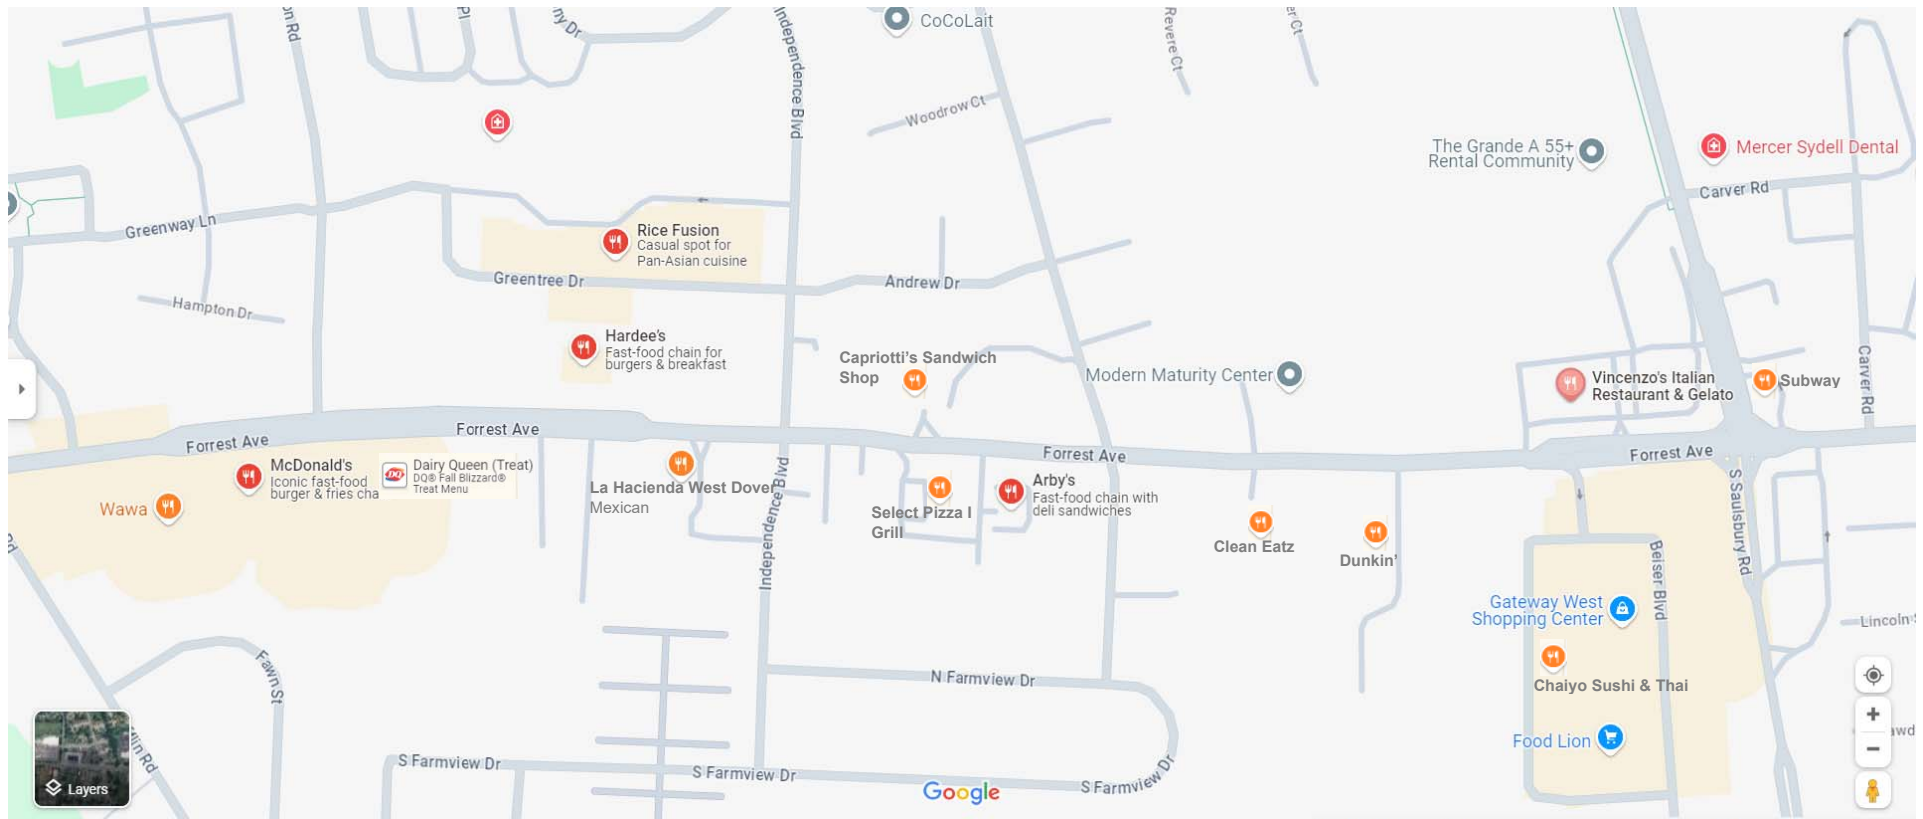 CoCoLait
Independence Blvd
Revere Ct
Woodrow Ct
The Grande A 55+
Rental Community
Mercer Sydell Dental
Carver Rd
Greenway Ln
Rice Fusion
Casual spot for
Pan-Asian cuisine
Greentree Dr
Andrew Dr
Hampton Dr
Hardee's
Fast-food chain for
burgers & breakfast
Capriotti's Sandwich
Shop
Modern Maturity Center
Vincenzo's Italian
Restaurant & Gelato
Subway
Carver Rd
Forrest Ave
Forrest Ave
Forrest Ave
Forrest Ave
McDonald's
Iconic fast-food
burger & fries cha
DQ
Dairy Queen (Treat)
DQ® Fall Blizzard®
Treat Menu
Wawa
La Hacienda West Dover
Mexican
Independence Blvd
Select Pizza I
Grill
Arby's
Fast-food chain with
deli sandwiches
Clean Eatz
Dunkin'
S Saulsbury Rd
Beiser Blvd
Gateway West
Shopping Center
Lincoln S
Chaiyo Sushi & Thai
Food Lion
Fawn St
N Farmview Dr
S Farmview Dr
S Farmview Dr
S Farmview Dr
Layers
Google